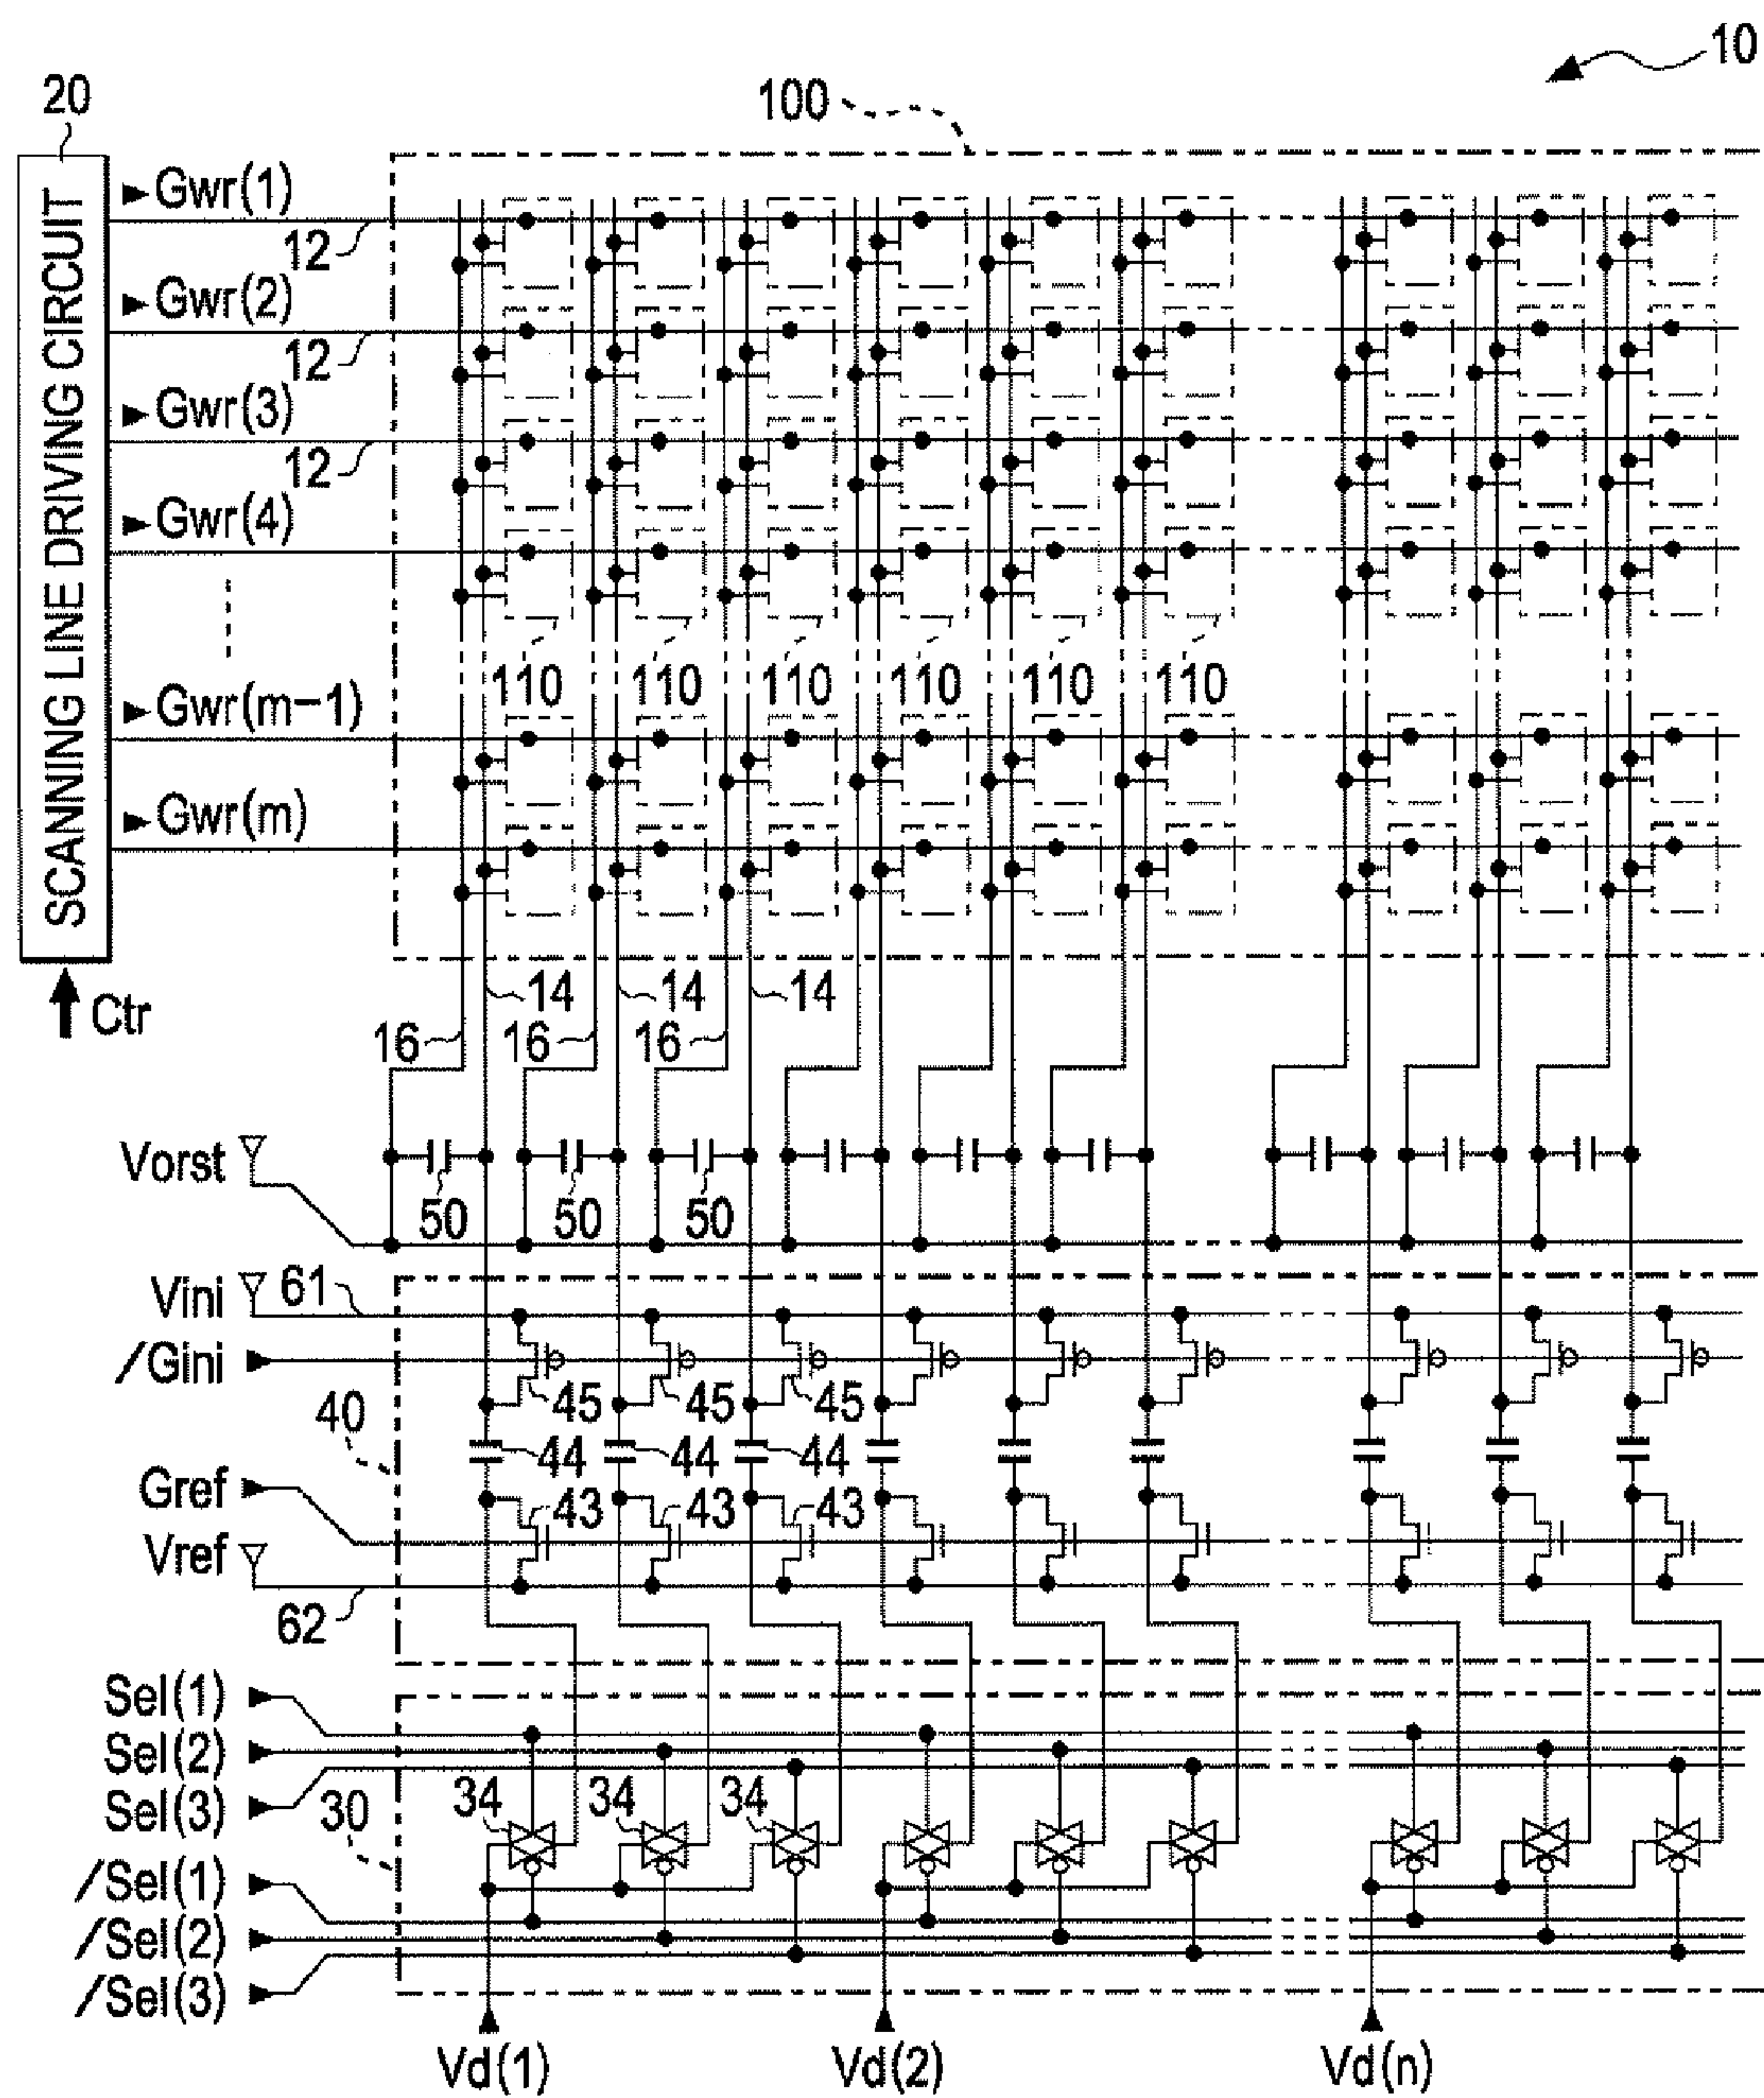 10
20
100
SCANNING LINE DRIVING CIRCUIT
Gwr(1)
12
Gwr(2)
12
Gwr(3)
12
Gwr(4)
110 110 110 110 110 110
Gwr(m-1)
Gwr(m)
Ctr
14 14 14
16 16 16
Vorst
50 50 50
Vini 61
/Gini
45 45 45
40
44 44 44
Gref
43 43 43
Vref
62
Sel(1)
Sel(2)
Sel(3)
34 34 34
30
/Sel(1)
/Sel(2)
/Sel(3)
Vd(1) Vd(2) Vd(n)